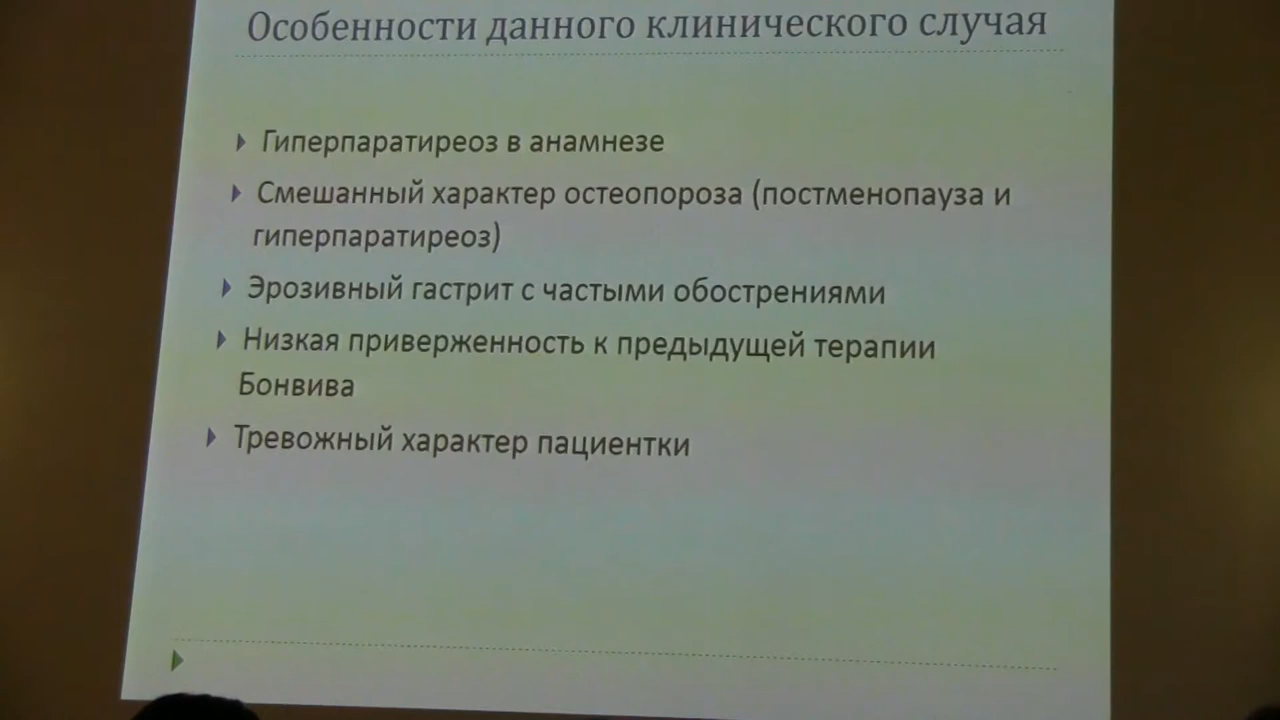 Особенности данного клинического случая
Гиперпаратиреоз в анамнезе
Смешанный характер остеопороза (постменопауза и
гиперпаратиреоз)
Эрозивный гастрит с частыми обострениями
Низкая приверженность к предыдущей терапии
Бонвива
Тревожный характер пациентки